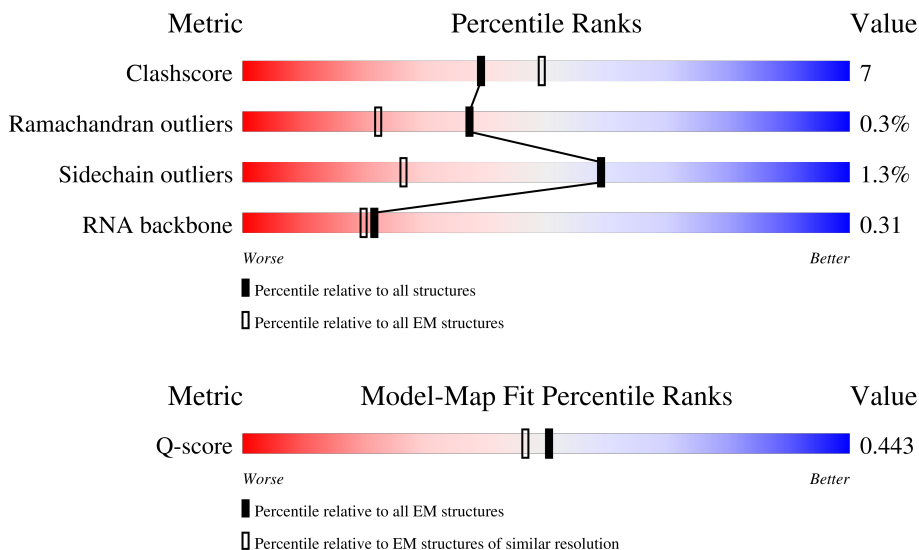 Metric Percentile Ranks Value
Clashscore 7
Ramachandran outliers 0.3%
Sidechain outliers 1.3%
RNA backbone 0.31
Worse Better
Percentile relative to all structures
Percentile relative to all EM structures
Metric Model-Map Fit Percentile Ranks Value
Q-score 0.443
Worse Better
Percentile relative to all EM structures
Percentile relative to EM structures of similar resolution